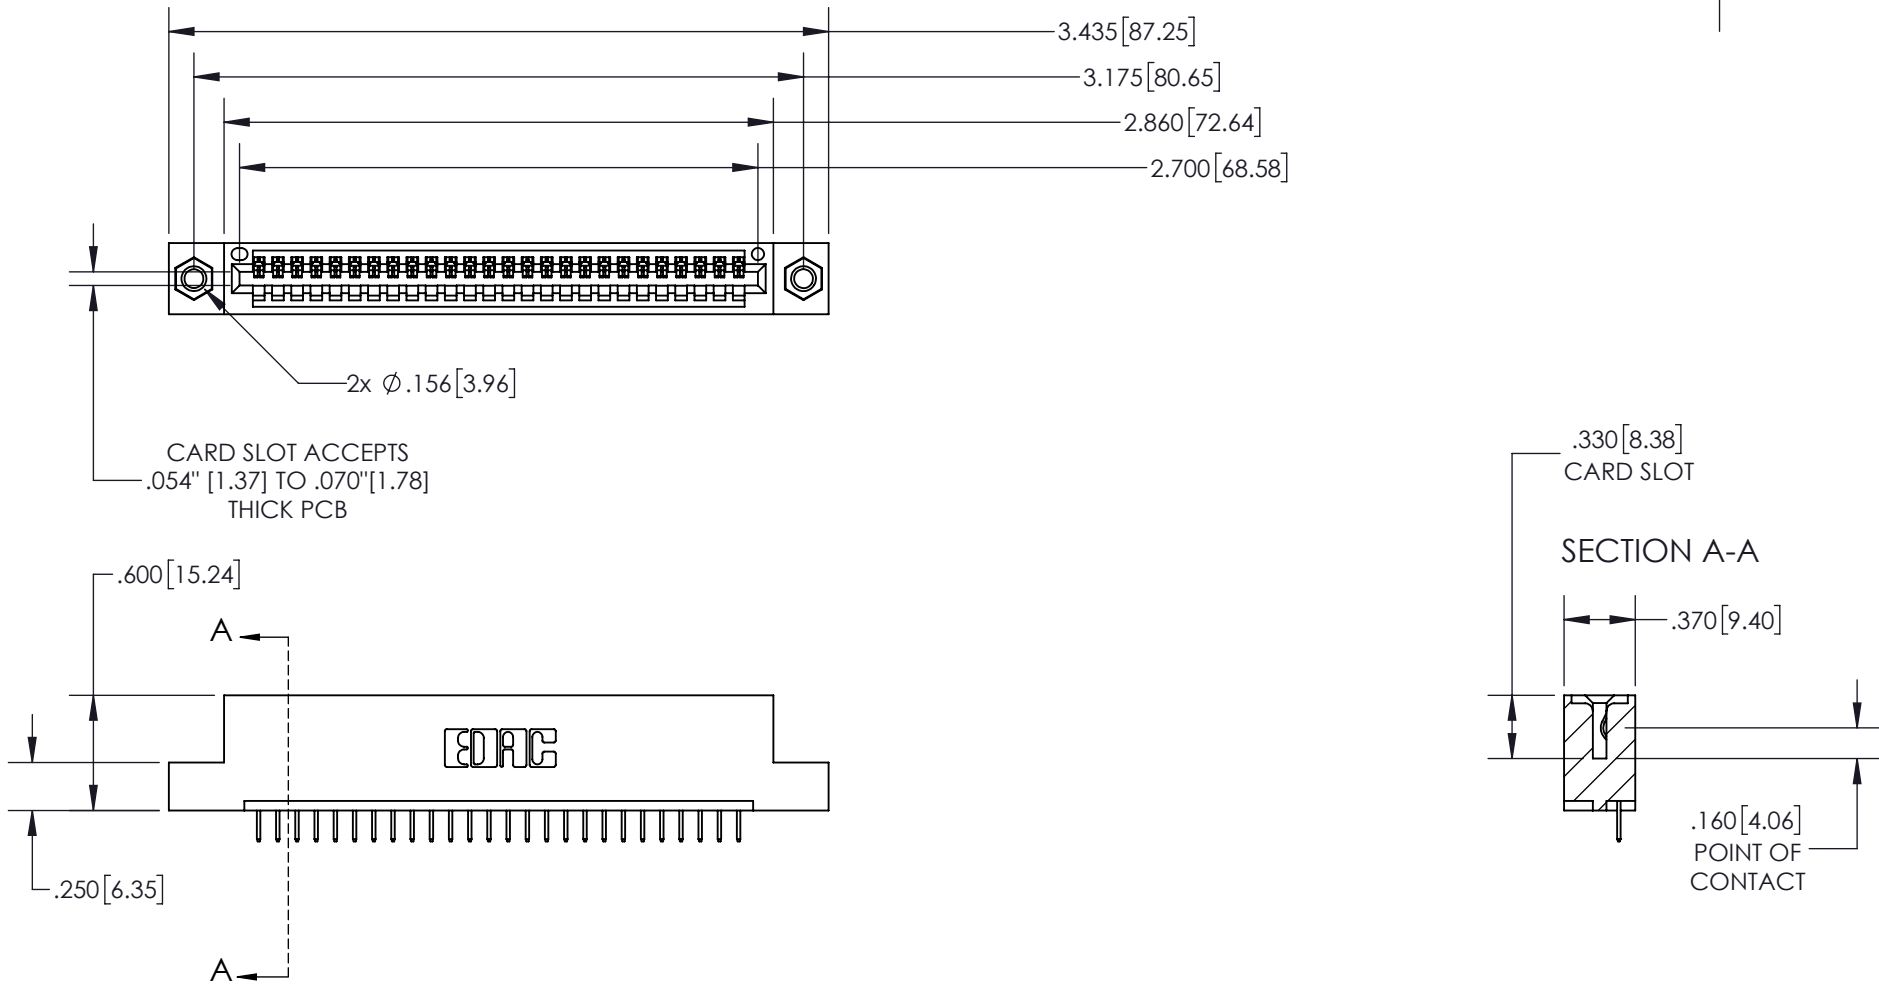 3.435[87.25]
3.175[80.65]
2.860[72.64]
2.700[68.58]
2x ∅.156[3.96]
CARD SLOT ACCEPTS
.054" [1.37] TO .070"[1.78]
THICK PCB
.330[8.38]
CARD SLOT
SECTION A-A
.600[15.24]
A
.370[9.40]
EDAC
.160[4.06]
POINT OF
CONTACT
.250[6.35]
A